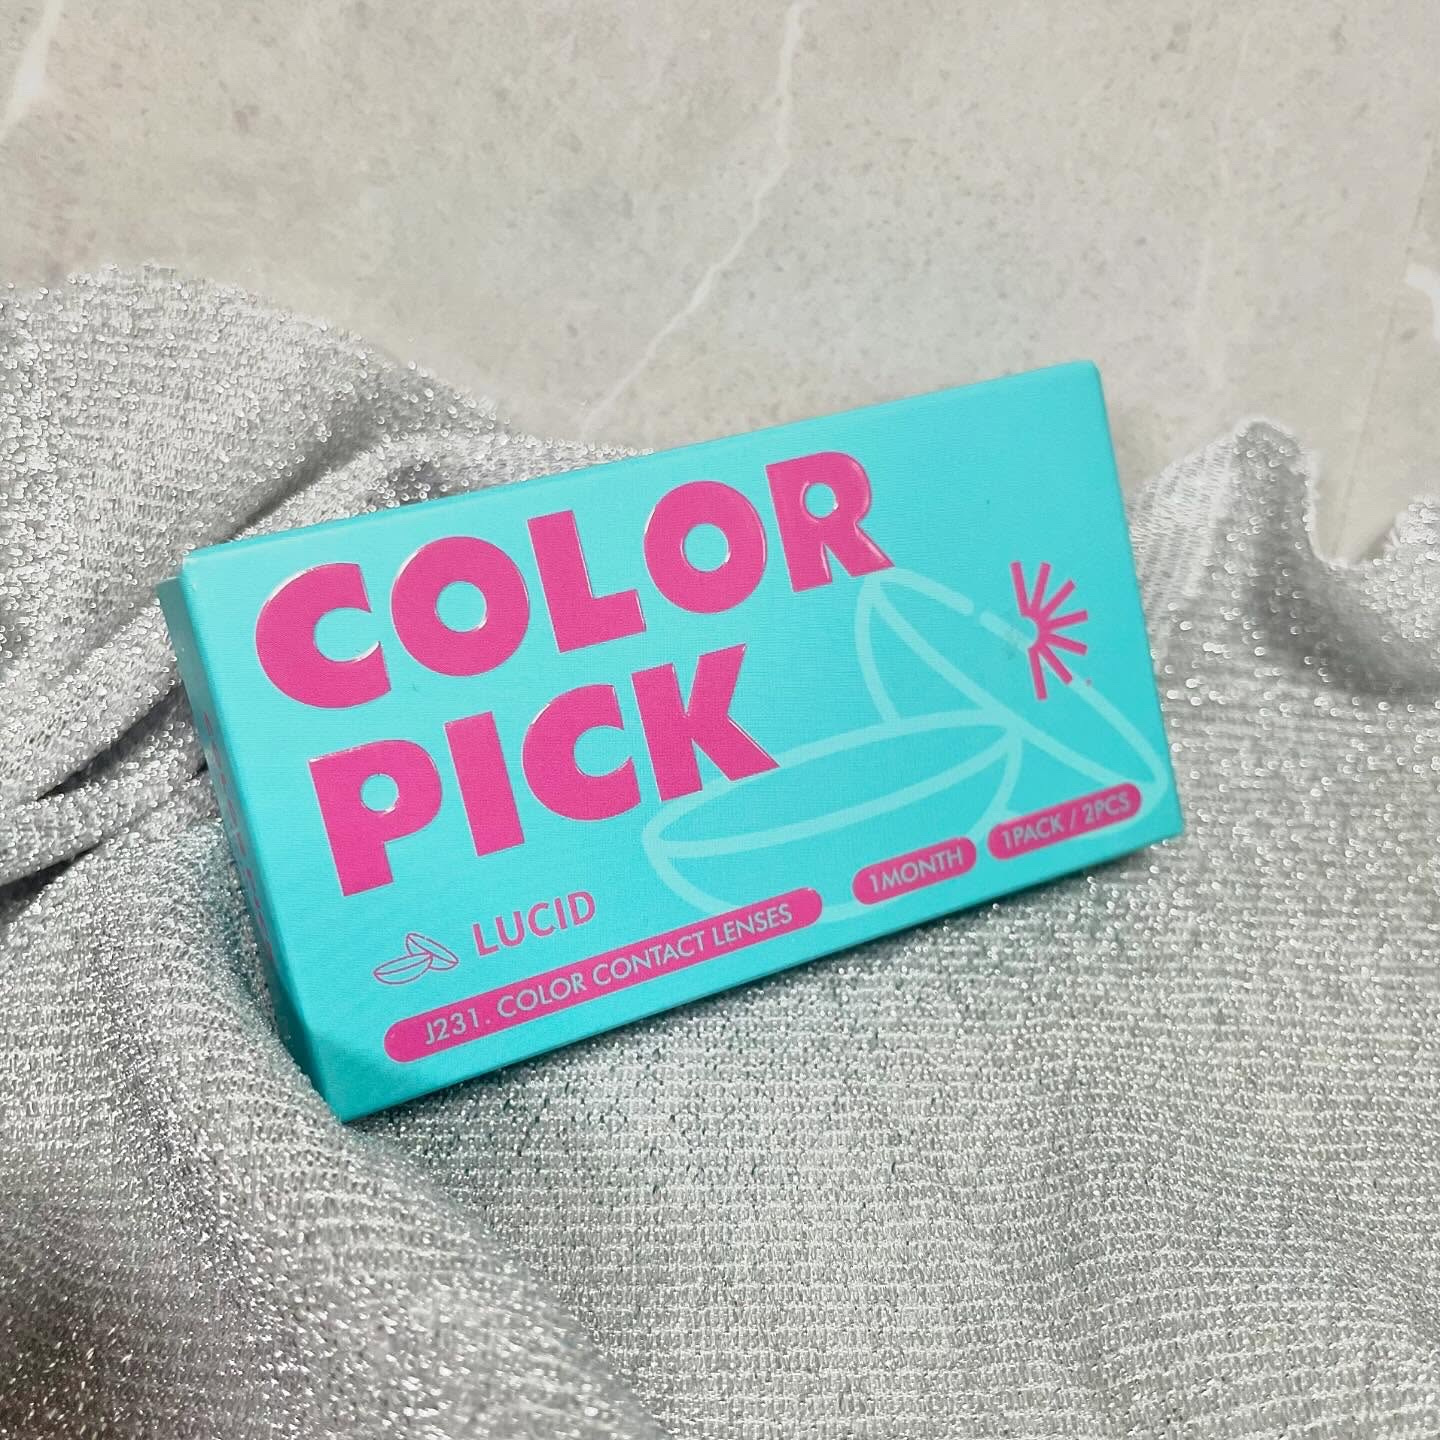 COLOR
PICK
LUCID
J231. COLOR CONTACT LENSES
1MONTH
1PACK / 2PCS